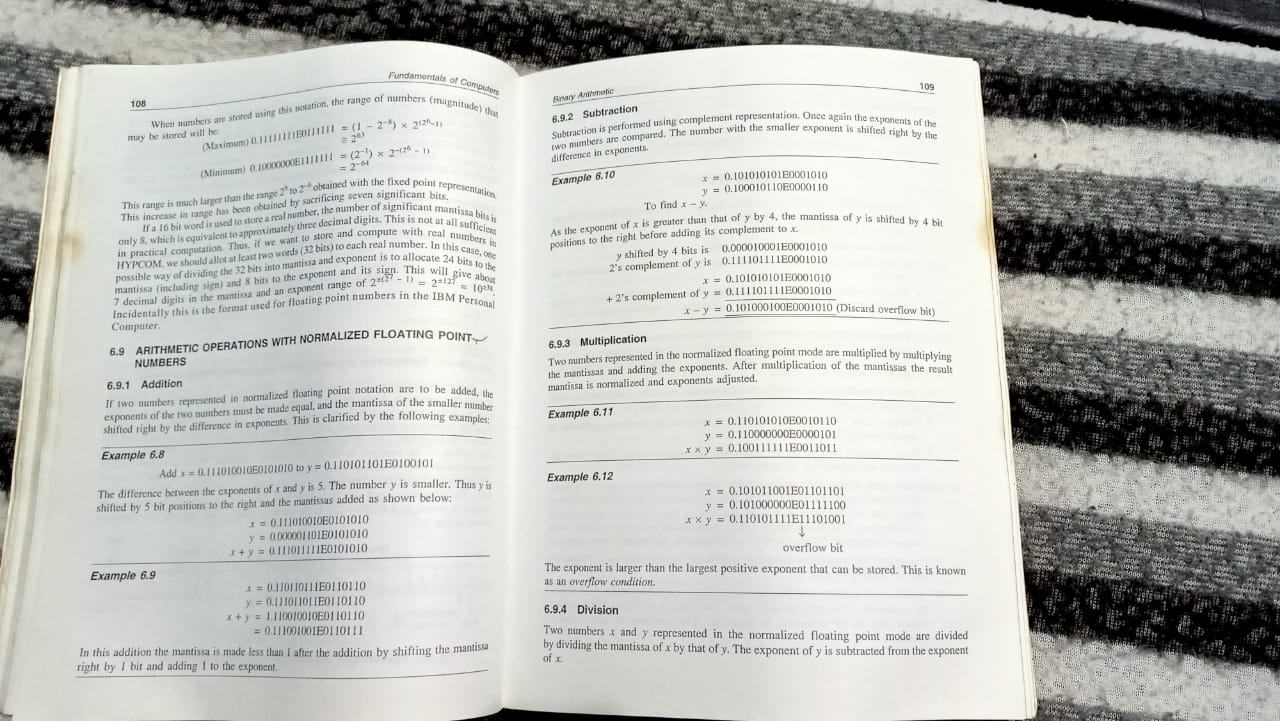 108
Fundamentals of Computers
When numbers are stored using this notation, the range of numbers (magnitude) that
may be stored will be:
(Maximum) 0.11111111E0111111 = (1 − 2⁻⁸) × 2⁽²⁶⁻¹⁾
≅ 2⁶³
(Minimum) 0.10000000E1111111 = (2⁻¹) × 2⁻⁽²⁶ ⁻ ¹⁾
= 2⁻⁶⁴
This range is much larger than the range 2⁹ to 2⁻⁶ obtained with the fixed point representation.
This increase in range has been obtained by sacrificing seven significant bits.
If a 16 bit word is used to store a real number, the number of significant mantissa bits is
only 8, which is equivalent to approximately three decimal digits. This is not at all sufficient
in practical computation. Thus, if we want to store and compute with real numbers in
HYPCOM, we should allot at least two words (32 bits) to each real number. In this case, one
possible way of dividing the 32 bits into mantissa and exponent is to allocate 24 bits to the
mantissa (including sign) and 8 bits to the exponent and its sign. This will give about
7 decimal digits in the mantissa and an exponent range of 2^±(2⁷ − 1) = 2^±127 = 10^±38.
Incidentally this is the format used for floating point numbers in the IBM Personal
Computer.
6.9 ARITHMETIC OPERATIONS WITH NORMALIZED FLOATING POINT
NUMBERS
6.9.1 Addition
If two numbers represented in normalized floating point notation are to be added, the
exponents of the two numbers must be made equal, and the mantissa of the smaller number
shifted right by the difference in exponents. This is clarified by the following examples:
Example 6.8
Add x = 0.111010010E0101010 to y = 0.110101101E0100101
The difference between the exponents of x and y is 5. The number y is smaller. Thus y is
shifted by 5 bit positions to the right and the mantissas added as shown below:
x = 0.111010010E0101010
y = 0.000001101E0101010
x + y = 0.111011111E0101010
Example 6.9
x = 0.110110111E0110110
y = 0.111011011E0110110
x + y = 1.110010010E0110110
= 0.111001001E0110111
In this addition the mantissa is made less than 1 after the addition by shifting the mantissa
right by 1 bit and adding 1 to the exponent.
Binary Arithmetic
109
6.9.2 Subtraction
Subtraction is performed using complement representation. Once again the exponents of the
two numbers are compared. The number with the smaller exponent is shifted right by the
difference in exponents.
Example 6.10
x = 0.101010101E0001010
y = 0.100010110E0000110
To find x − y.
As the exponent of x is greater than that of y by 4, the mantissa of y is shifted by 4 bit
positions to the right before adding its complement to x.
y shifted by 4 bits is 0.000010001E0001010
2's complement of y is 0.111101111E0001010
x = 0.101010101E0001010
+ 2's complement of y = 0.111101111E0001010
x − y = 0.101000100E0001010 (Discard overflow bit)
6.9.3 Multiplication
Two numbers represented in the normalized floating point mode are multiplied by multiplying
the mantissas and adding the exponents. After multiplication of the mantissas the result
mantissa is normalized and exponents adjusted.
Example 6.11
x = 0.110101010E0010110
y = 0.110000000E0000101
x × y = 0.100111111E0011011
Example 6.12
x = 0.101011001E01101101
y = 0.101000000E01111100
x × y = 0.110101111E11101001
↓
overflow bit
The exponent is larger than the largest positive exponent that can be stored. This is known
as an overflow condition.
6.9.4 Division
Two numbers x and y represented in the normalized floating point mode are divided
by dividing the mantissa of x by that of y. The exponent of y is subtracted from the exponent
of x.